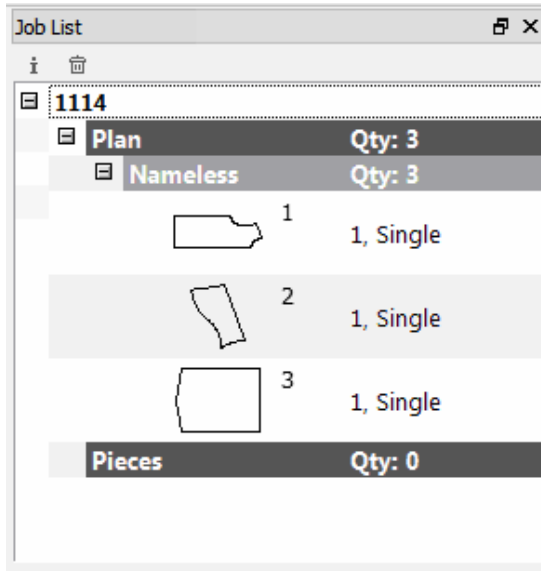 Job List
1114
Plan Qty: 3
Nameless Qty: 3
1
1, Single
2
1, Single
3
1, Single
Pieces Qty: 0